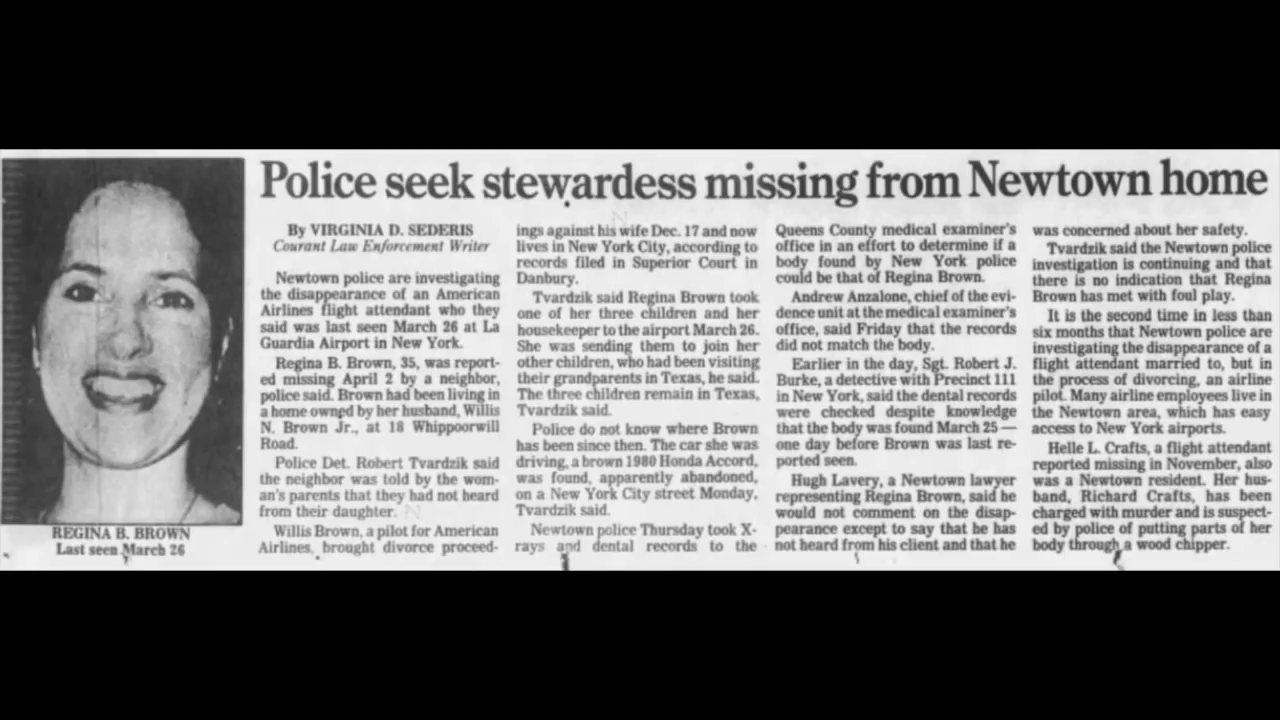 Police seek stewardess missing from Newtown home
By VIRGINIA D. SEDERIS
Courant Law Enforcement Writer
Newtown police are investigating
the disappearance of an American
Airlines flight attendant who they
said was last seen March 26 at La
Guardia Airport in New York.
Regina B. Brown, 35, was report-
ed missing April 2 by a neighbor,
police said. Brown had been living in
a home owned by her husband, Willis
N. Brown Jr., at 18 Whippoorwill
Road.
Police Det. Robert Tvardzik said
the neighbor was told by the wom-
an's parents that they had not heard
from their daughter.
Willis Brown, a pilot for American
Airlines, brought divorce proceed-
ings against his wife Dec. 17 and now
lives in New York City, according to
records filed in Superior Court in
Danbury.
Tvardzik said Regina Brown took
one of her three children and her
housekeeper to the airport March 26.
She was sending them to join her
other children, who had been visiting
their grandparents in Texas, he said.
The three children remain in Texas,
Tvardzik said.
Police do not know where Brown
has been since then. The car she was
driving, a brown 1980 Honda Accord,
was found, apparently abandoned,
on a New York City street Monday,
Tvardzik said.
Newtown police Thursday took X-
rays and dental records to the
Queens County medical examiner's
office in an effort to determine if a
body found by New York police
could be that of Regina Brown.
Andrew Anzalone, chief of the evi-
dence unit at the medical examiner's
office, said Friday that the records
did not match the body.
Earlier in the day, Sgt. Robert J.
Burke, a detective with Precinct 111
in New York, said the dental records
were checked despite knowledge
that the body was found March 25 —
one day before Brown was last re-
ported seen.
Hugh Lavery, a Newtown lawyer
representing Regina Brown, said he
would not comment on the disap-
pearance except to say that he has
not heard from his client and that he
was concerned about her safety.
Tvardzik said the Newtown police
investigation is continuing and that
there is no indication that Regina
Brown has met with foul play.
It is the second time in less than
six months that Newtown police are
investigating the disappearance of a
flight attendant married to, but in
the process of divorcing, an airline
pilot. Many airline employees live in
the Newtown area, which has easy
access to New York airports.
Helle L. Crafts, a flight attendant
reported missing in November, also
was a Newtown resident. Her hus-
band, Richard Crafts, has been
charged with murder and is suspect-
ed by police of putting parts of her
body through a wood chipper.
REGINA B. BROWN
Last seen March 26